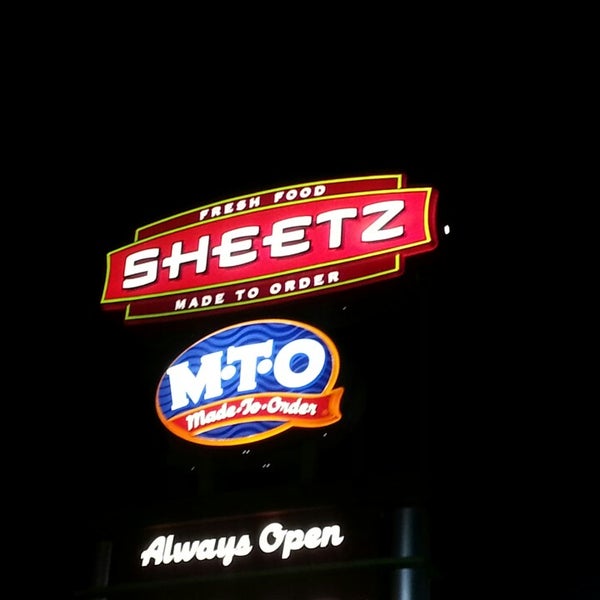 FRESH FOOD
SHEETZ
MADE TO ORDER
M·T·O
Made-To-Order
Always Open